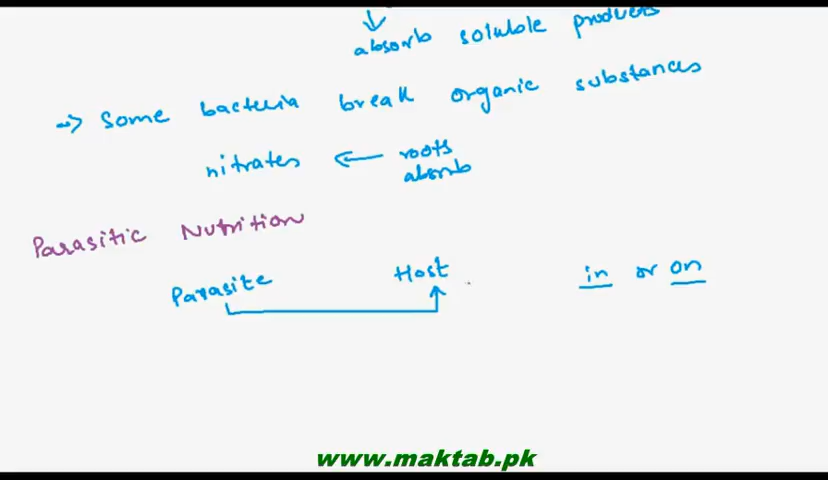 absorb soluble products
→ Some bacteria break organic substances
nitrates ← roots
absorb
Parasitic Nutrition
Parasite Host in or on
www.maktab.pk